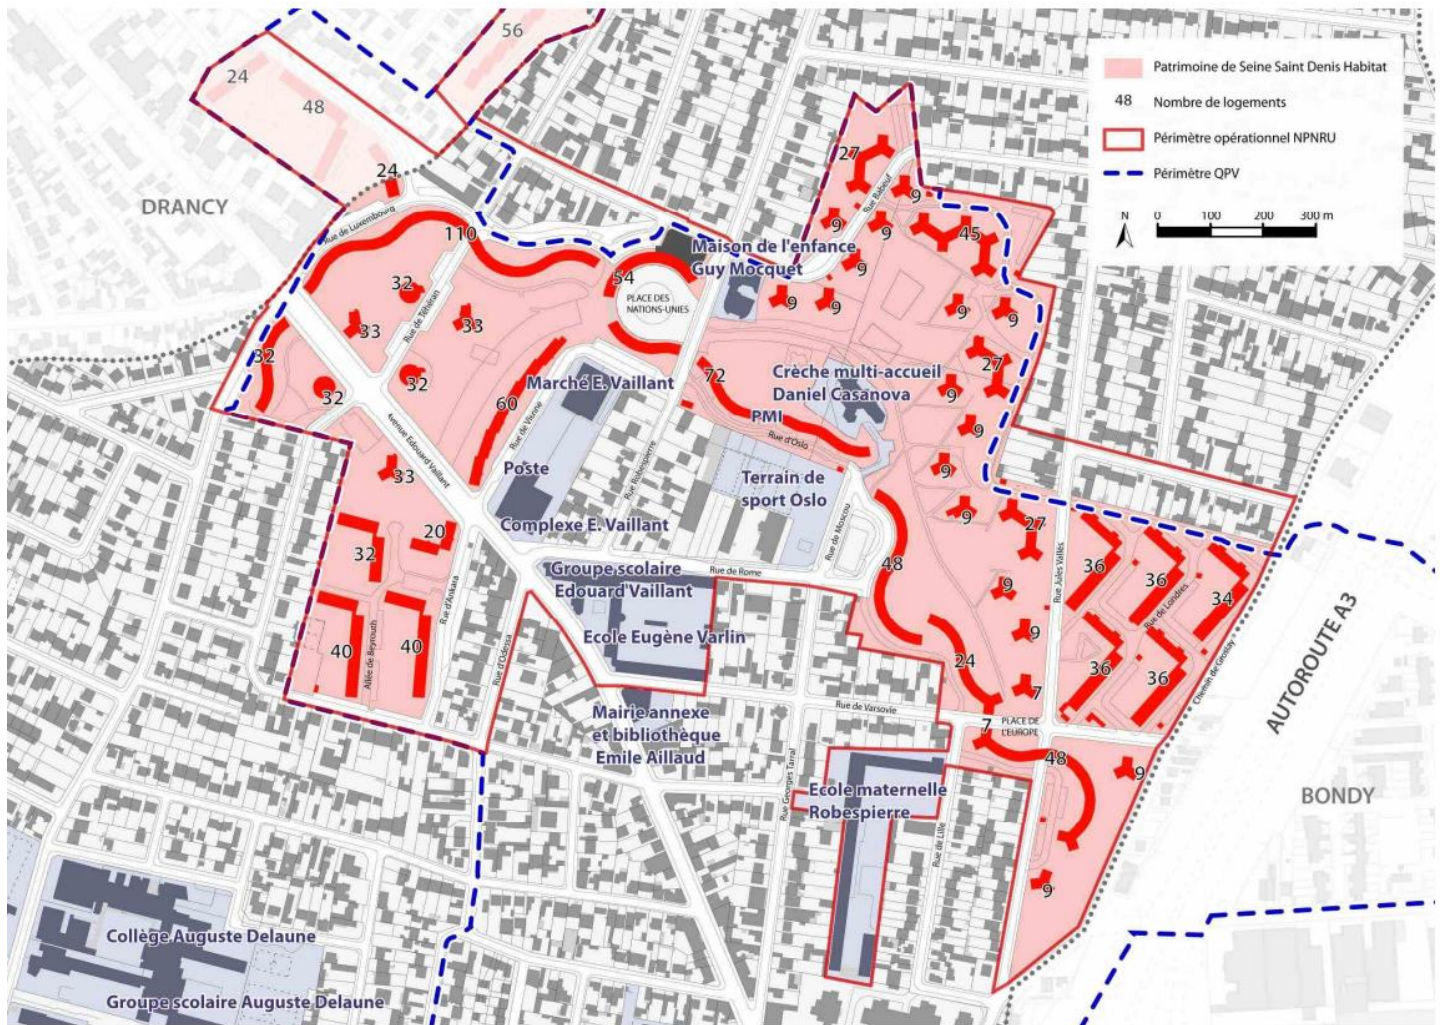 56
24
48
24
DRANCY
Rue de Luxembourg
110
54
Maison de l'enfance
Guy Mocquet
PLACE DES
NATIONS-UNIES
Patrimoine de Seine Saint Denis Habitat
48 Nombre de logements
Périmètre opérationnel NPNRU
Périmètre QPV
N
0 100 200 300 m
27
Rue Babeuf
9
9
9
9
45
9
9
9
9
32
33
Rue de Téhéran
33
32
32
32
Avenue Edouard Vaillant
33
60
Rue de Vienne
Marché E. Vaillant
Poste
Complexe E. Vaillant
Rue Robespierre
72
Crèche multi-accueil
Daniel Casanova
PMI
Rue d'Oslo
Terrain de
sport Oslo
Rue de Moscou
27
9
9
9
9
27
9
9
7
48
24
7
PLACE DE
L'EUROPE
48
9
9
Rue Jules Vallès
36
36
34
36
36
Rue de Londres
Chemin de Groslay
AUTOROUTE A3
BONDY
20
32
40
40
Allée de Beyrouth
Rue d'Ankara
Rue d'Odessa
Rue de Rome
Groupe scolaire
Edouard Vaillant
Ecole Eugène Varlin
Mairie annexe
et bibliothèque
Emile Aillaud
Rue de Varsovie
Rue Georges Tarral
Ecole maternelle
Robespierre
Rue de Lille
Collège Auguste Delaune
Groupe scolaire Auguste Delaune